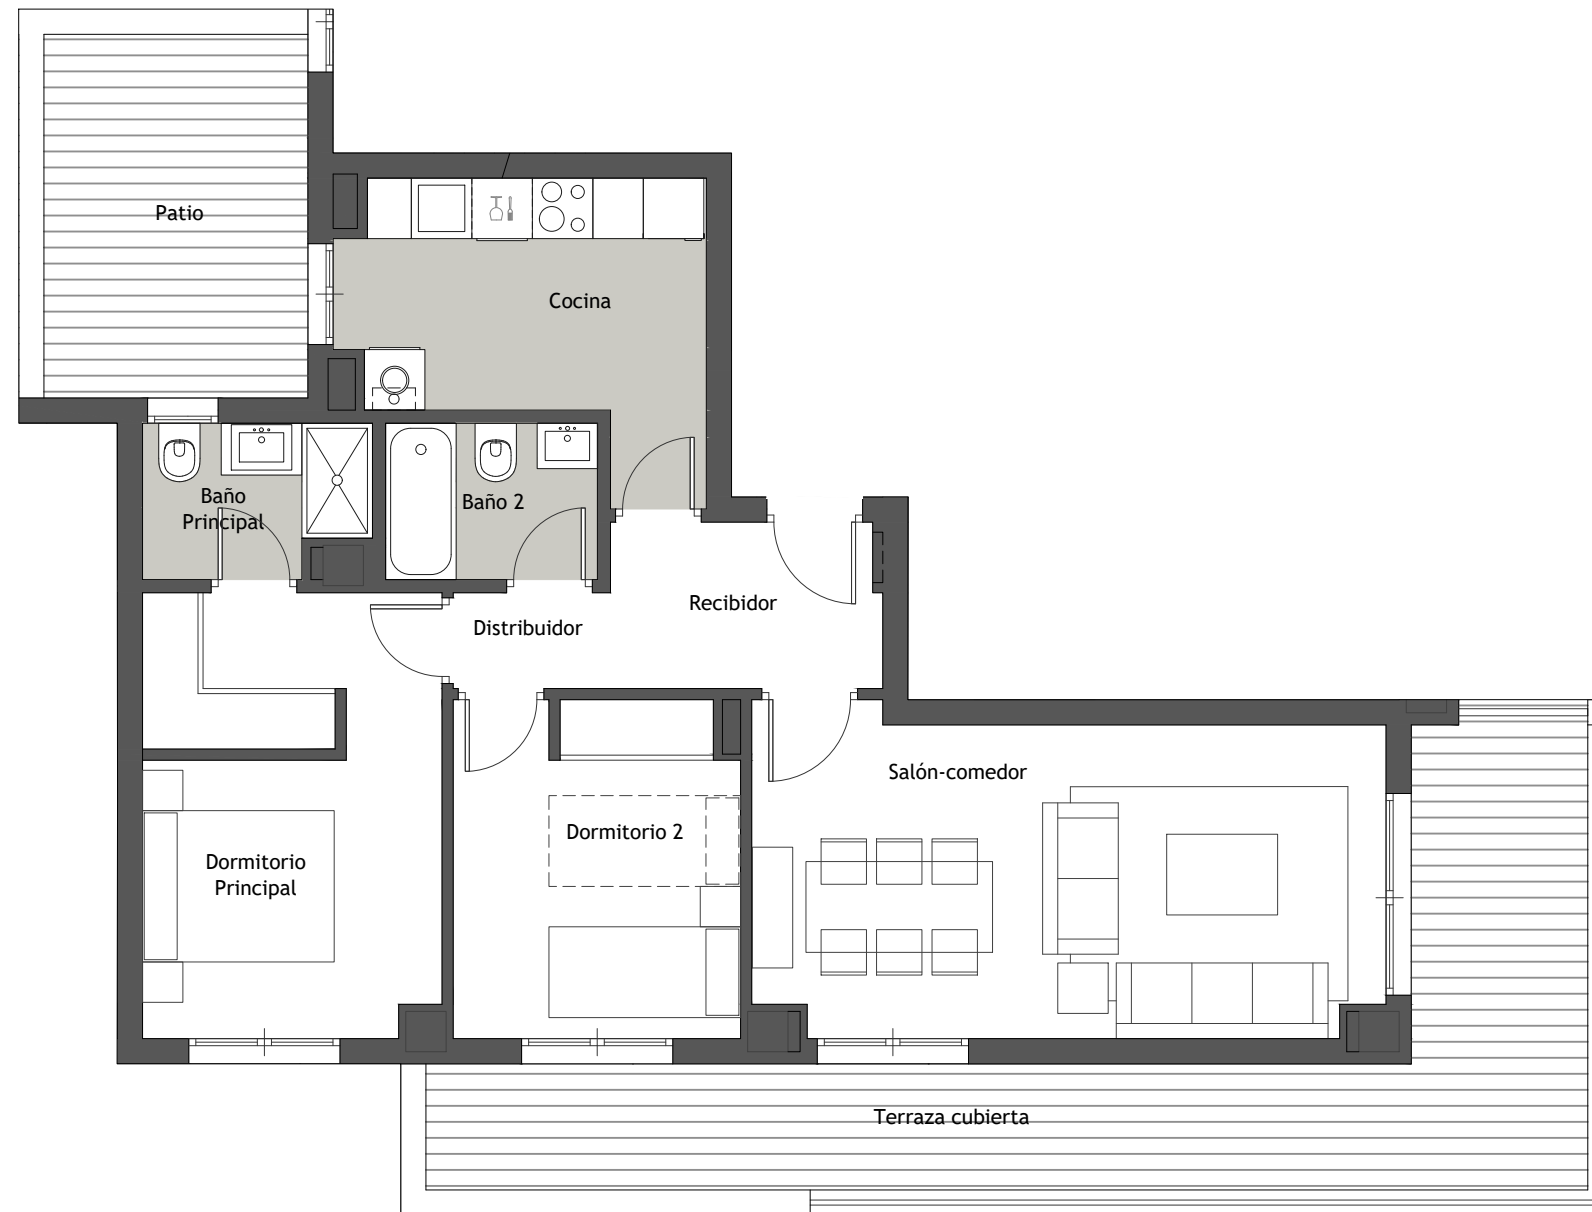 Patio
Cocina
Baño
Principal
Baño 2
Recibidor
Distribuidor
Salón-comedor
Dormitorio 2
Dormitorio
Principal
Terraza cubierta